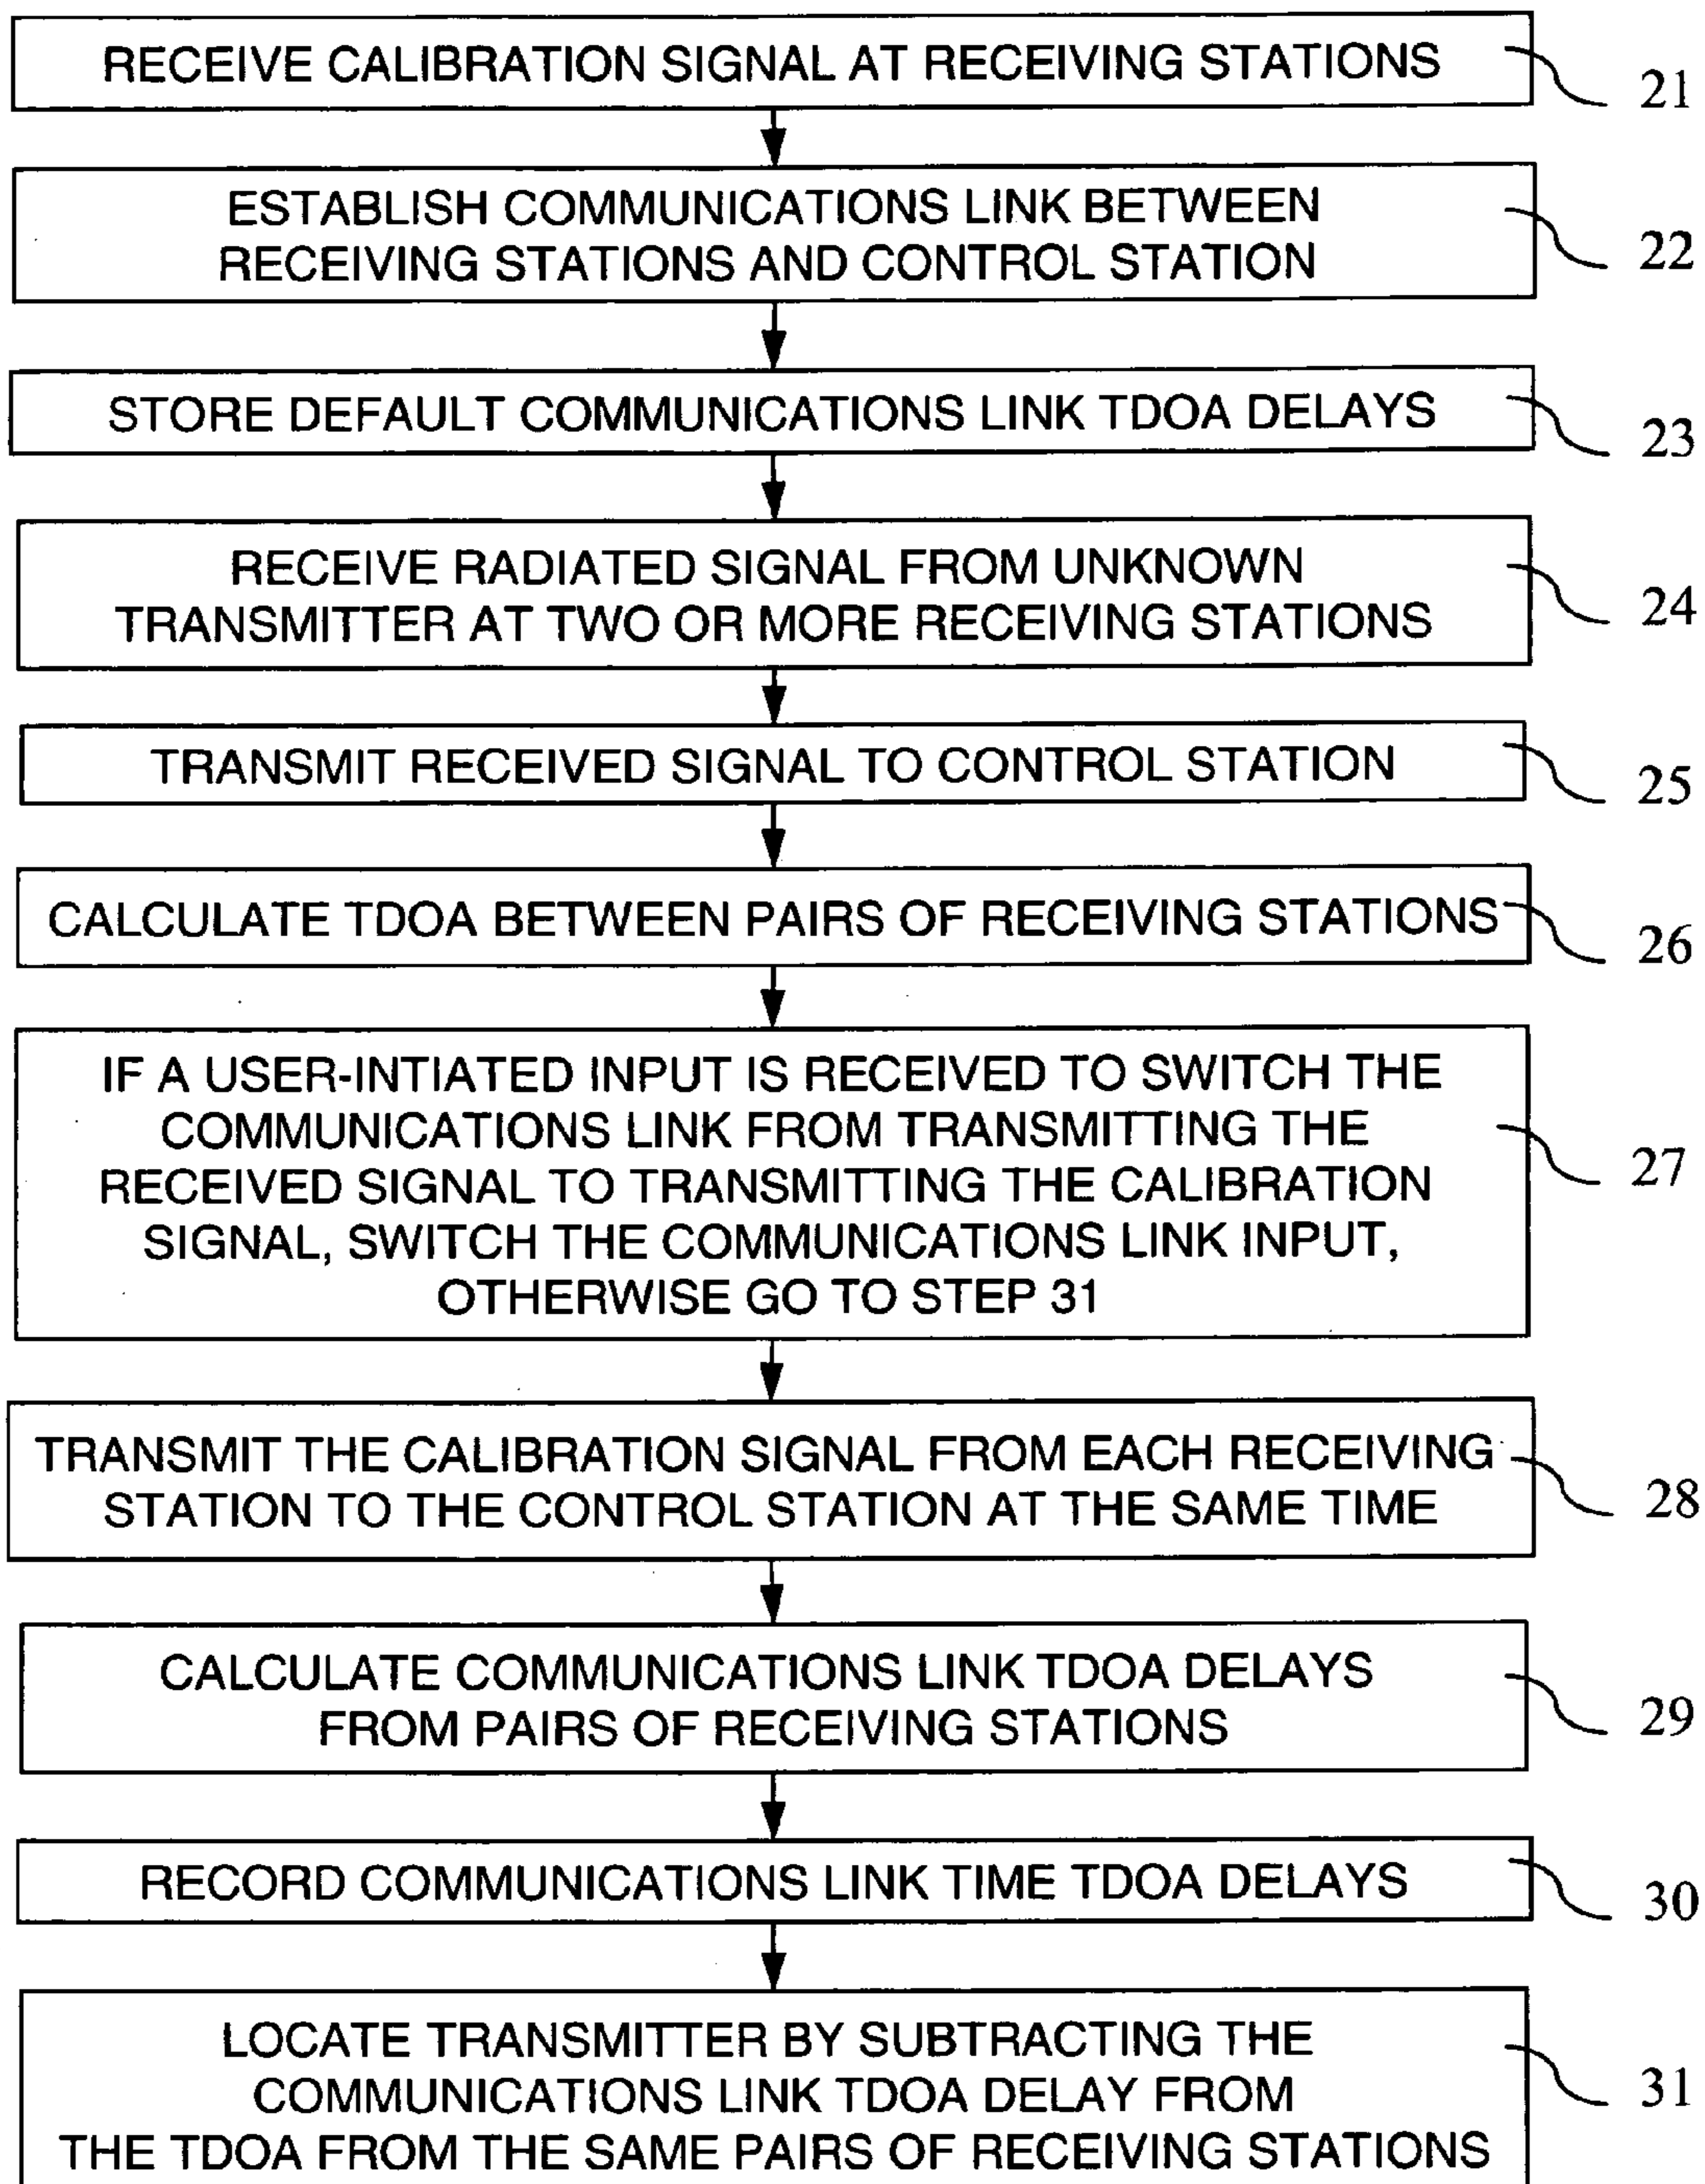 RECEIVE CALIBRATION SIGNAL AT RECEIVING STATIONS
21
ESTABLISH COMMUNICATIONS LINK BETWEEN
RECEIVING STATIONS AND CONTROL STATION
22
STORE DEFAULT COMMUNICATIONS LINK TDOA DELAYS
23
RECEIVE RADIATED SIGNAL FROM UNKNOWN
TRANSMITTER AT TWO OR MORE RECEIVING STATIONS
24
TRANSMIT RECEIVED SIGNAL TO CONTROL STATION
25
CALCULATE TDOA BETWEEN PAIRS OF RECEIVING STATIONS
26
IF A USER-INTIATED INPUT IS RECEIVED TO SWITCH THE
COMMUNICATIONS LINK FROM TRANSMITTING THE
RECEIVED SIGNAL TO TRANSMITTING THE CALIBRATION
SIGNAL, SWITCH THE COMMUNICATIONS LINK INPUT,
OTHERWISE GO TO STEP 31
27
TRANSMIT THE CALIBRATION SIGNAL FROM EACH RECEIVING
STATION TO THE CONTROL STATION AT THE SAME TIME
28
CALCULATE COMMUNICATIONS LINK TDOA DELAYS
FROM PAIRS OF RECEIVING STATIONS
29
RECORD COMMUNICATIONS LINK TIME TDOA DELAYS
30
LOCATE TRANSMITTER BY SUBTRACTING THE
COMMUNICATIONS LINK TDOA DELAY FROM
THE TDOA FROM THE SAME PAIRS OF RECEIVING STATIONS
31